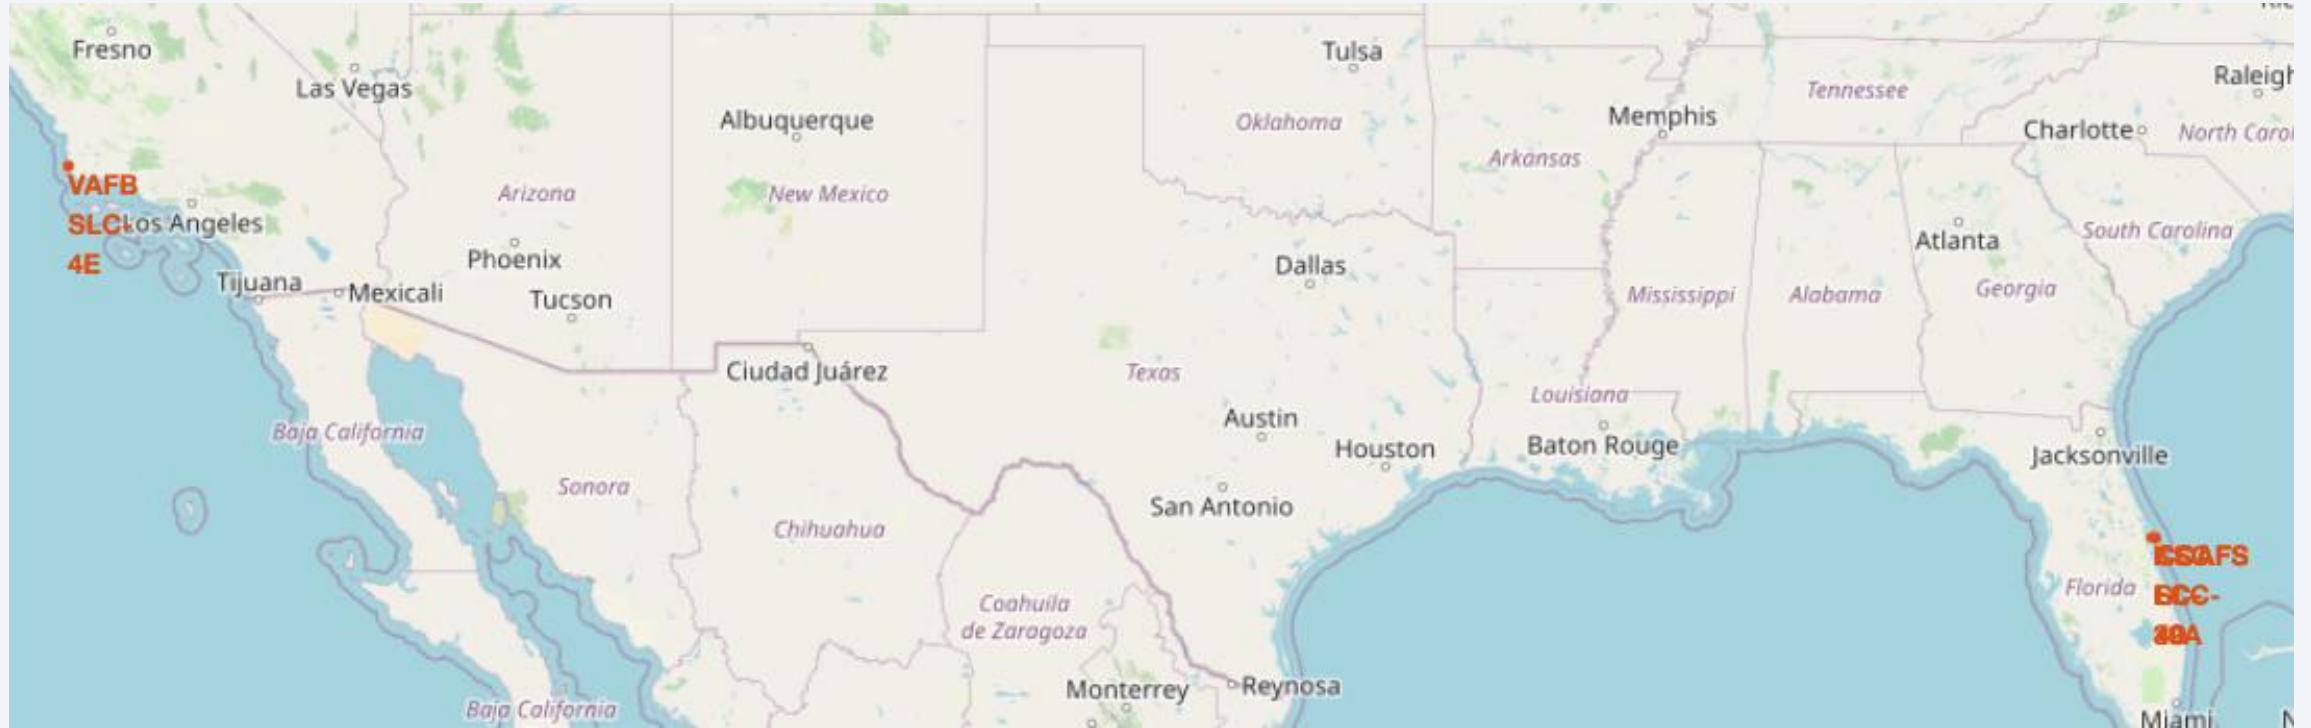 Fresno
Las Vegas
Albuquerque
Tulsa
Oklahoma
Arkansas
Memphis
Tennessee
Raleigh
Charlotte
North Carol
VAFB
SLC-
4E
Los Angeles
Arizona
New Mexico
Phoenix
Tucson
Tijuana
Mexicali
Dallas
Mississippi
Alabama
Atlanta
Georgia
South Carolina
Ciudad Juárez
Texas
Louisiana
Austin
Houston
Baton Rouge
Jacksonville
Baja California
Sonora
Chihuahua
San Antonio
Coahuila
de Zaragoza
Florida
Monterrey
Reynosa
Baja California
Miami